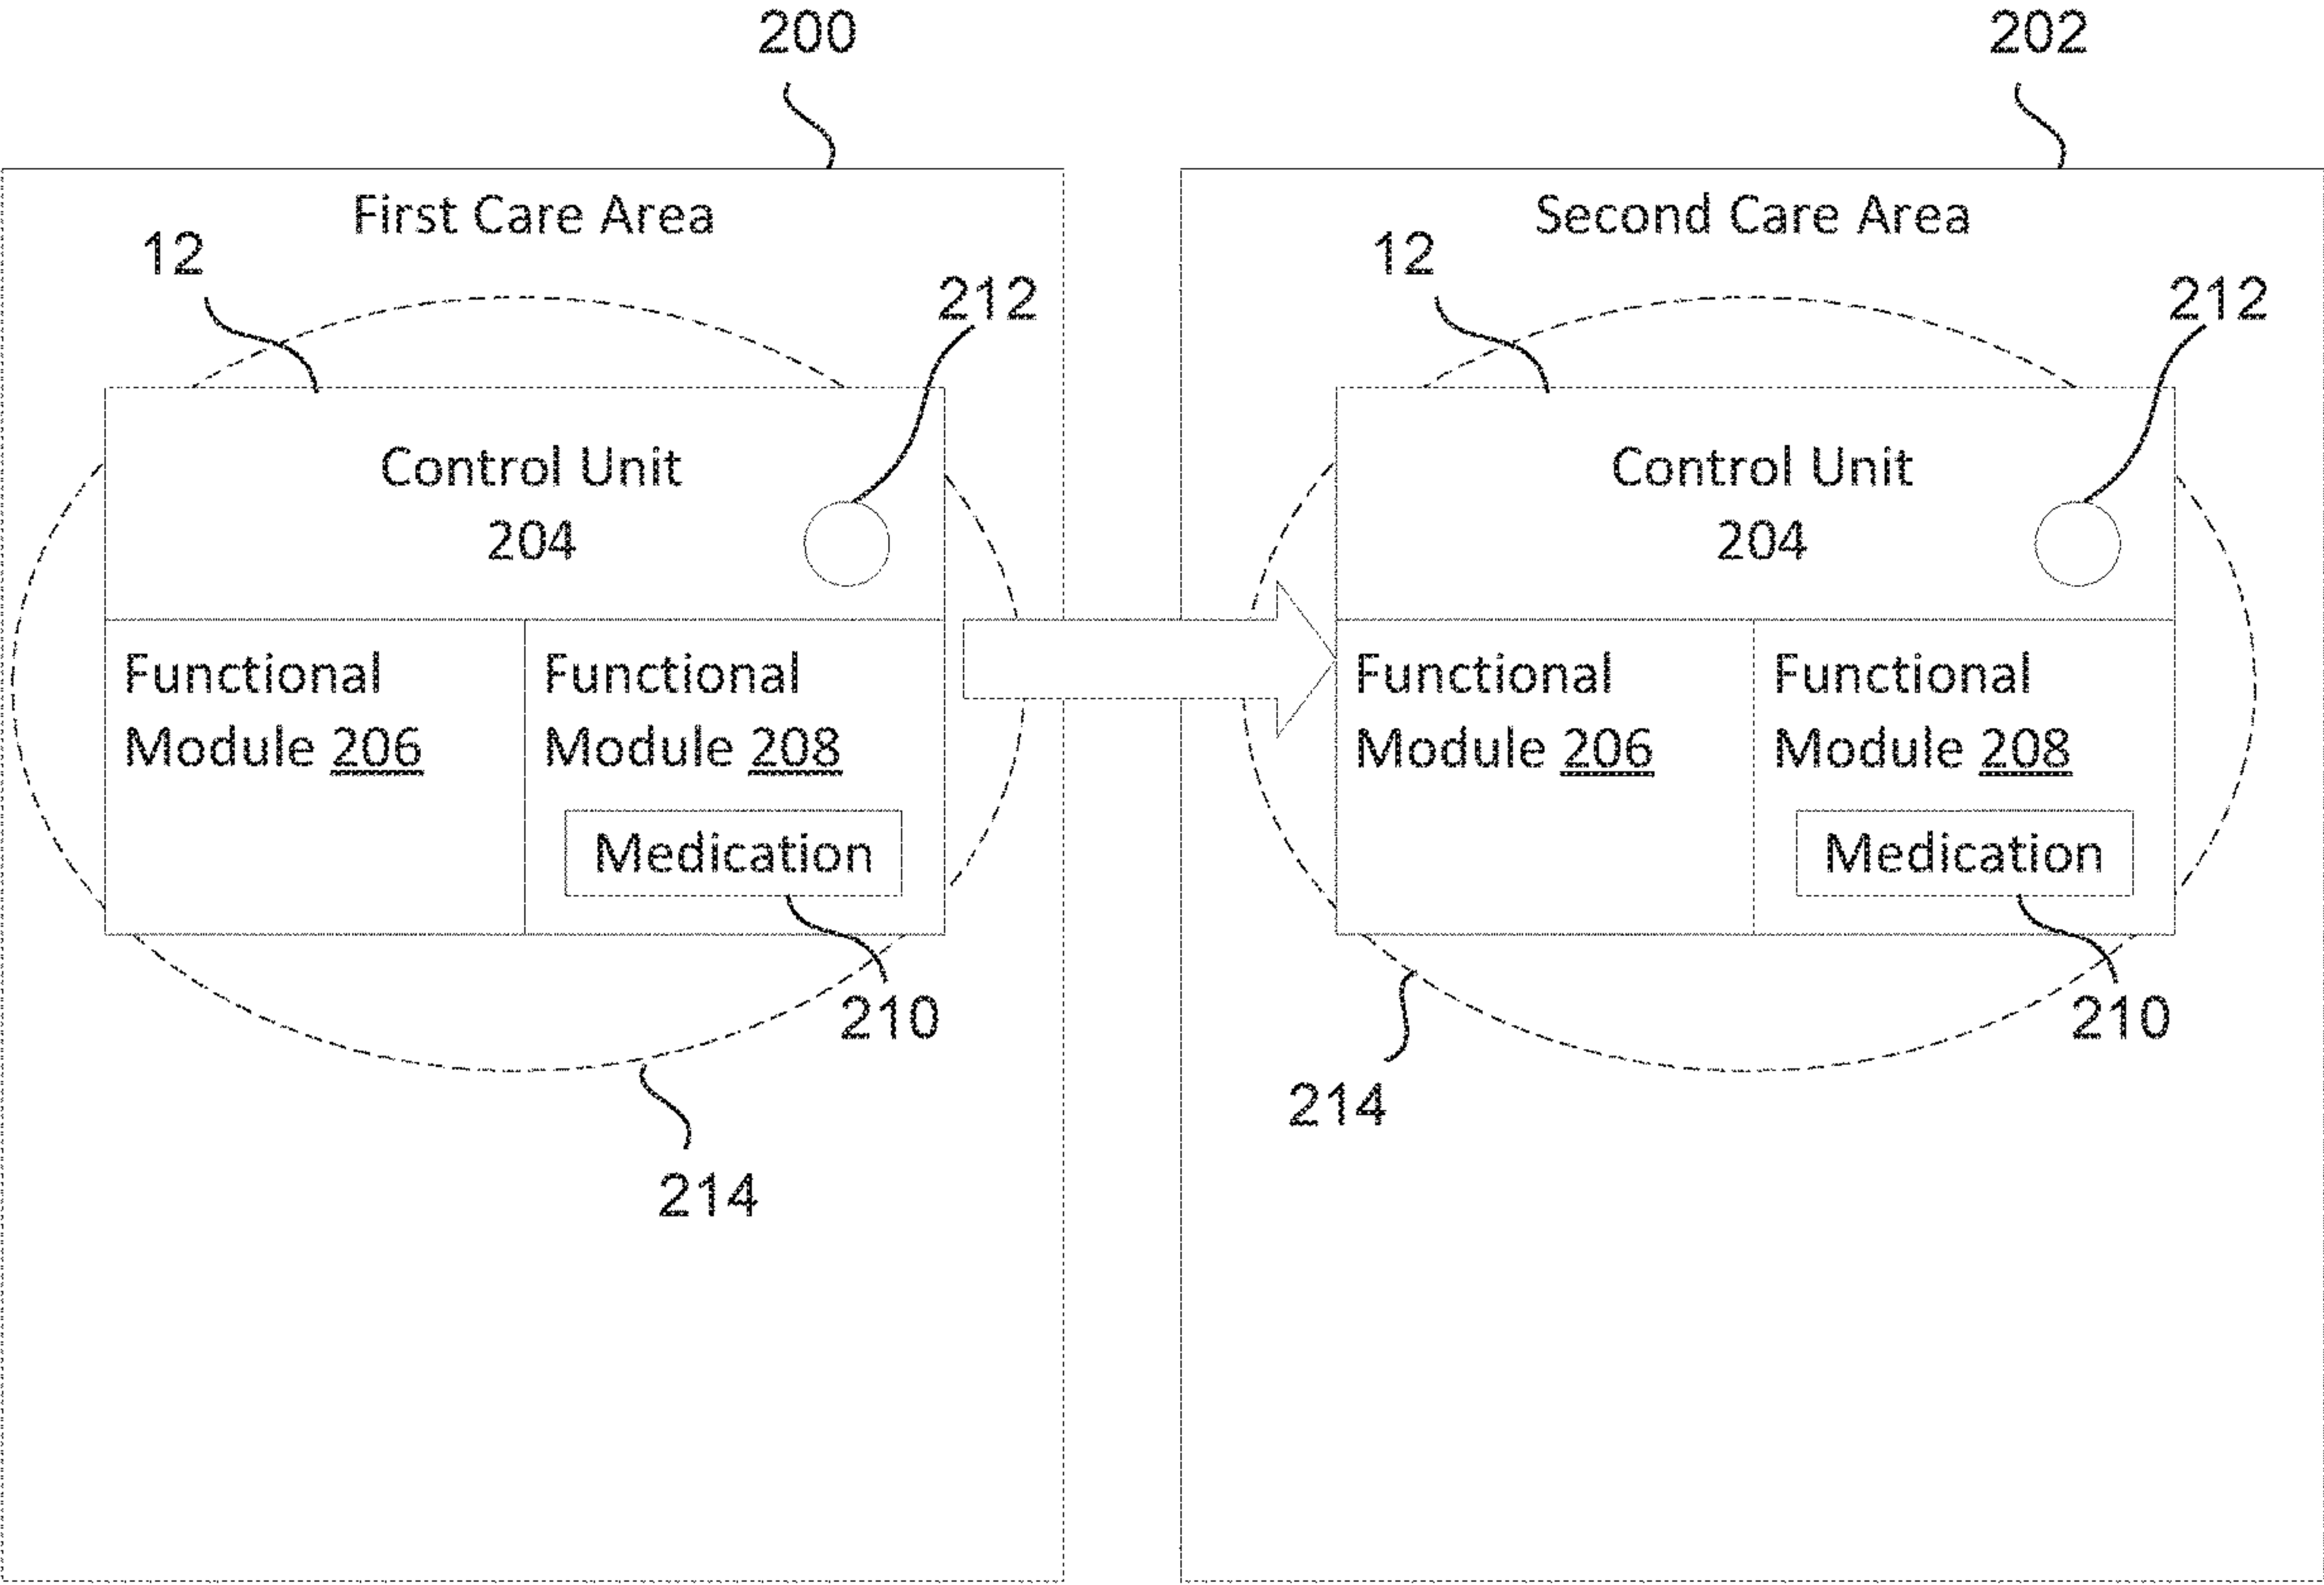 200
202
First Care Area
12
212
Control Unit
204
Functional
Module 206
Functional
Module 208
Medication
210
214
Second Care Area
12
212
Control Unit
204
Functional
Module 206
Functional
Module 208
Medication
210
214